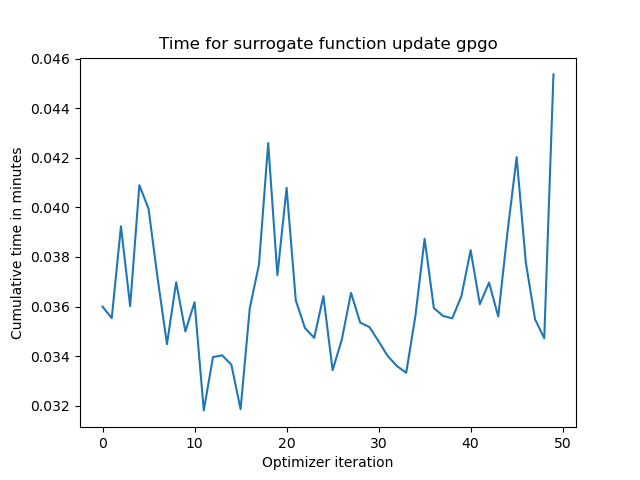 Time for surrogate function update gpgo
0.046
0.044
0.042
0.040
0.038
0.036
0.034
0.032
Cumulative time in minutes
0 10 20 30 40 50
Optimizer iteration